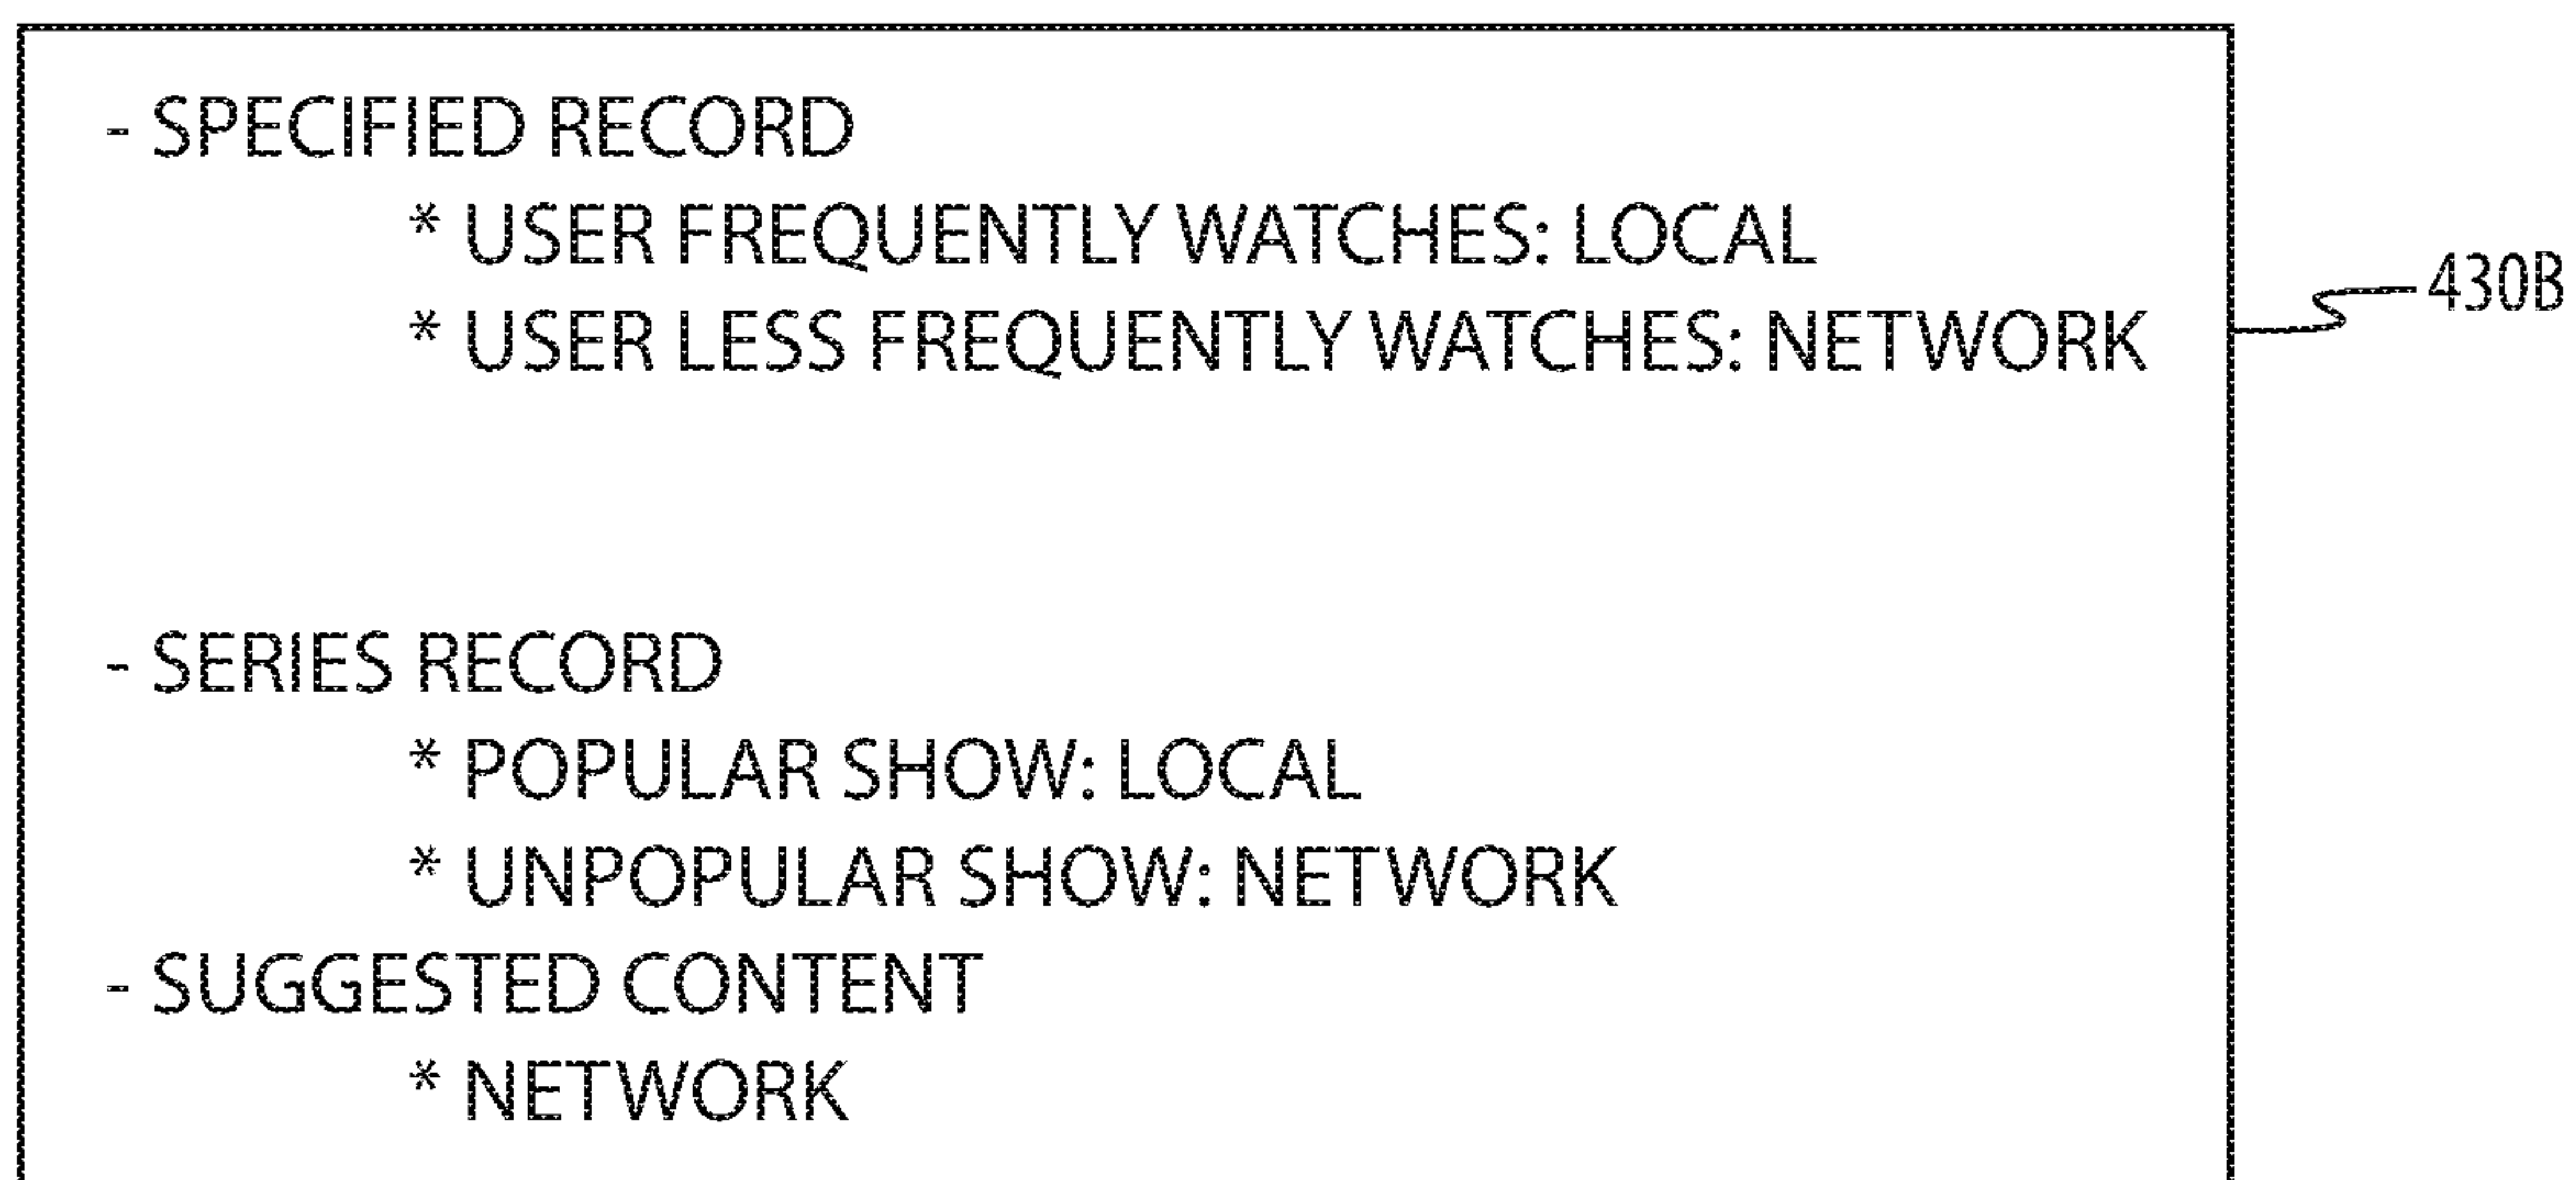 - SPECIFIED RECORD
* USER FREQUENTLY WATCHES: LOCAL
* USER LESS FREQUENTLY WATCHES: NETWORK
430B
- SERIES RECORD
* POPULAR SHOW: LOCAL
* UNPOPULAR SHOW: NETWORK
- SUGGESTED CONTENT
* NETWORK